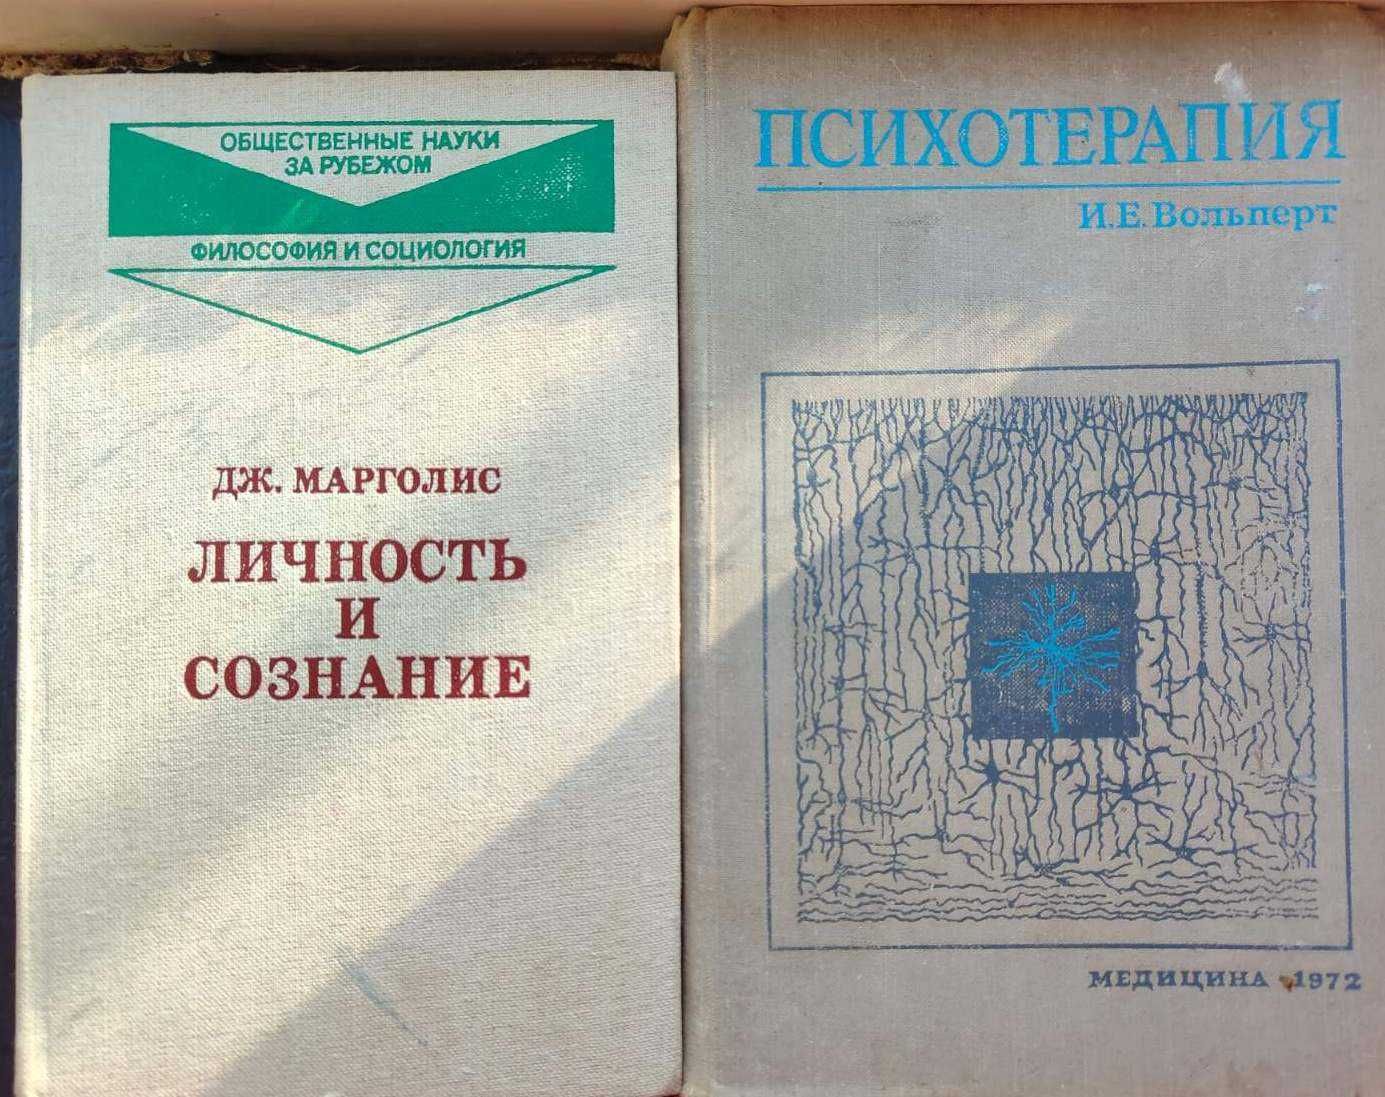 ОБЩЕСТВЕННЫЕ НАУКИ
ЗА РУБЕЖОМ
ФИЛОСОФИЯ И СОЦИОЛОГИЯ
ДЖ. МАРГОЛИС
ЛИЧНОСТЬ
И
СОЗНАНИЕ
ПСИХОТЕРАПИЯ
И.Е. Вольперт
МЕДИЦИНА · 1972